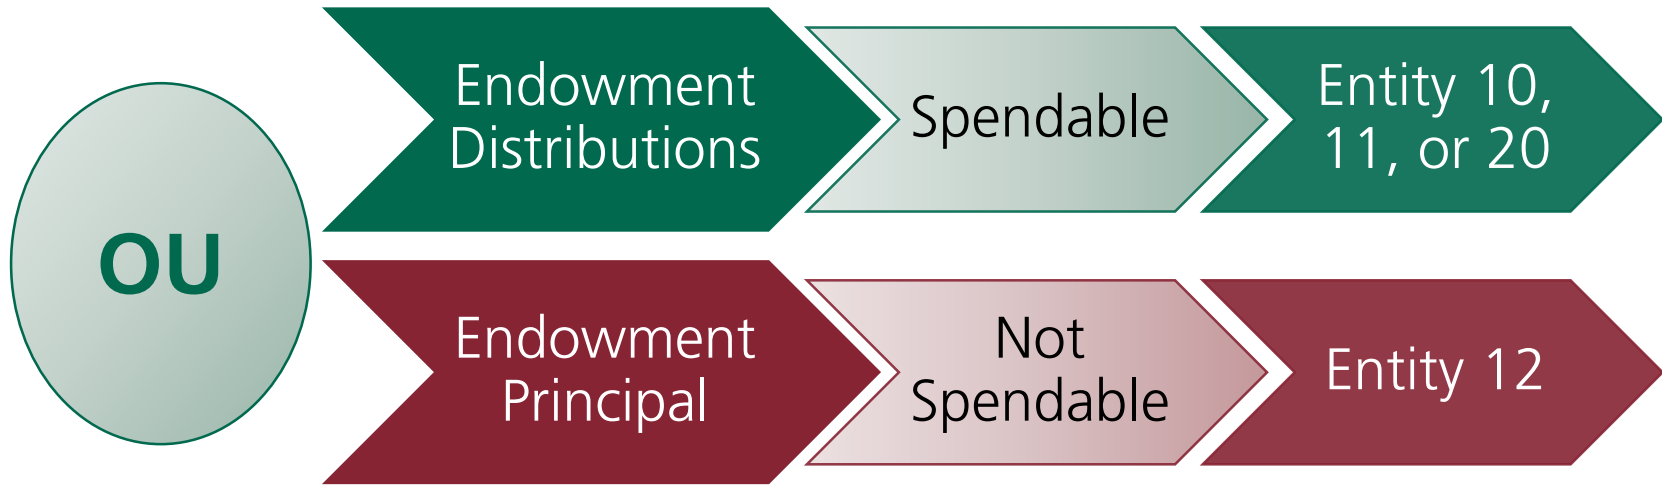 OU
Endowment
Distributions
Spendable
Entity 10,
11, or 20
Endowment
Principal
Not
Spendable
Entity 12